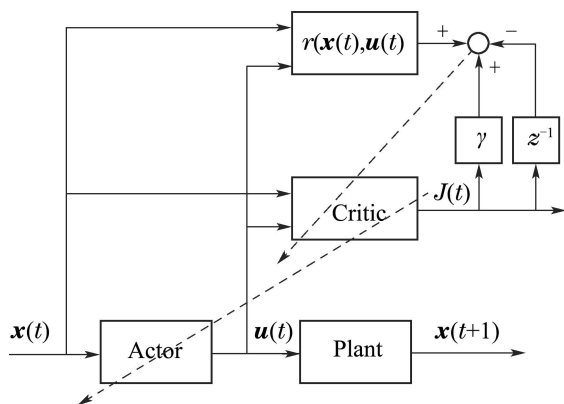 r(x(t),u(t)
+
−
+
γ
z⁻¹
Critic
J(t)
x(t)
Actor
u(t)
Plant
x(t+1)